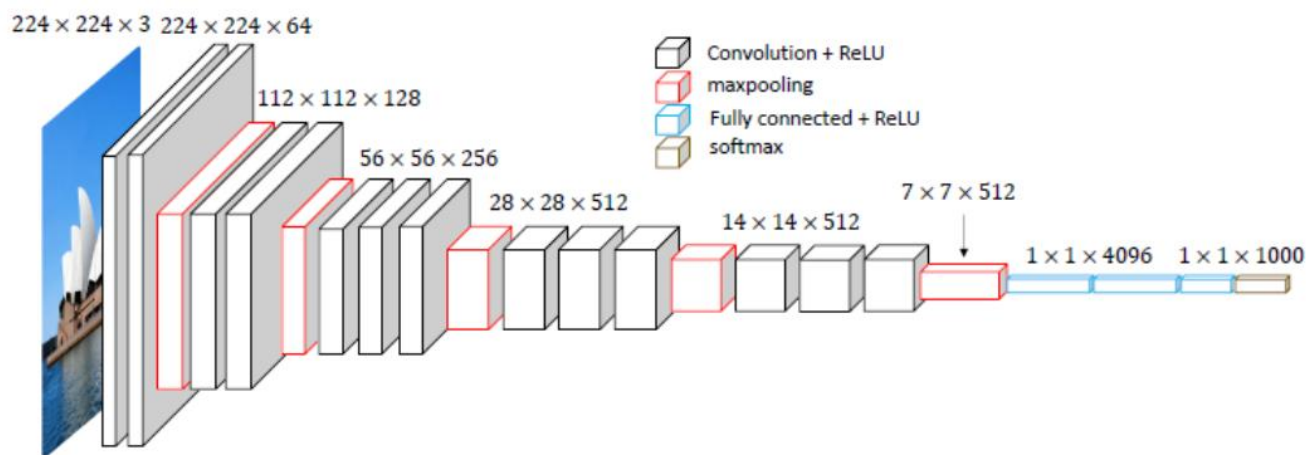 224 × 224 × 3
224 × 224 × 64
112 × 112 × 128
56 × 56 × 256
28 × 28 × 512
14 × 14 × 512
7 × 7 × 512
1 × 1 × 4096
1 × 1 × 1000
Convolution + ReLU
maxpooling
Fully connected + ReLU
softmax